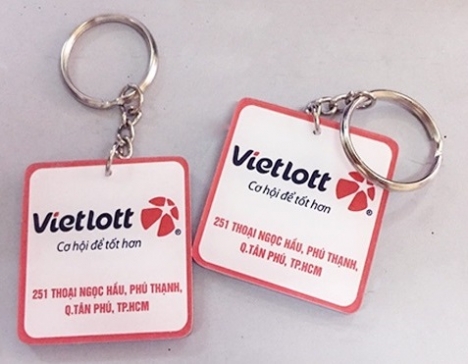 Vietlott®
Cơ hội để tốt hơn
251 THOẠI NGỌC HẦU, PHÚ THẠNH,
Q.TÂN PHÚ, TP.HCM
Vietlott®
Cơ hội để tốt hơn
251 THOẠI NGỌC HẦU, PHÚ THẠNH,
Q.TÂN PHÚ, TP.HCM